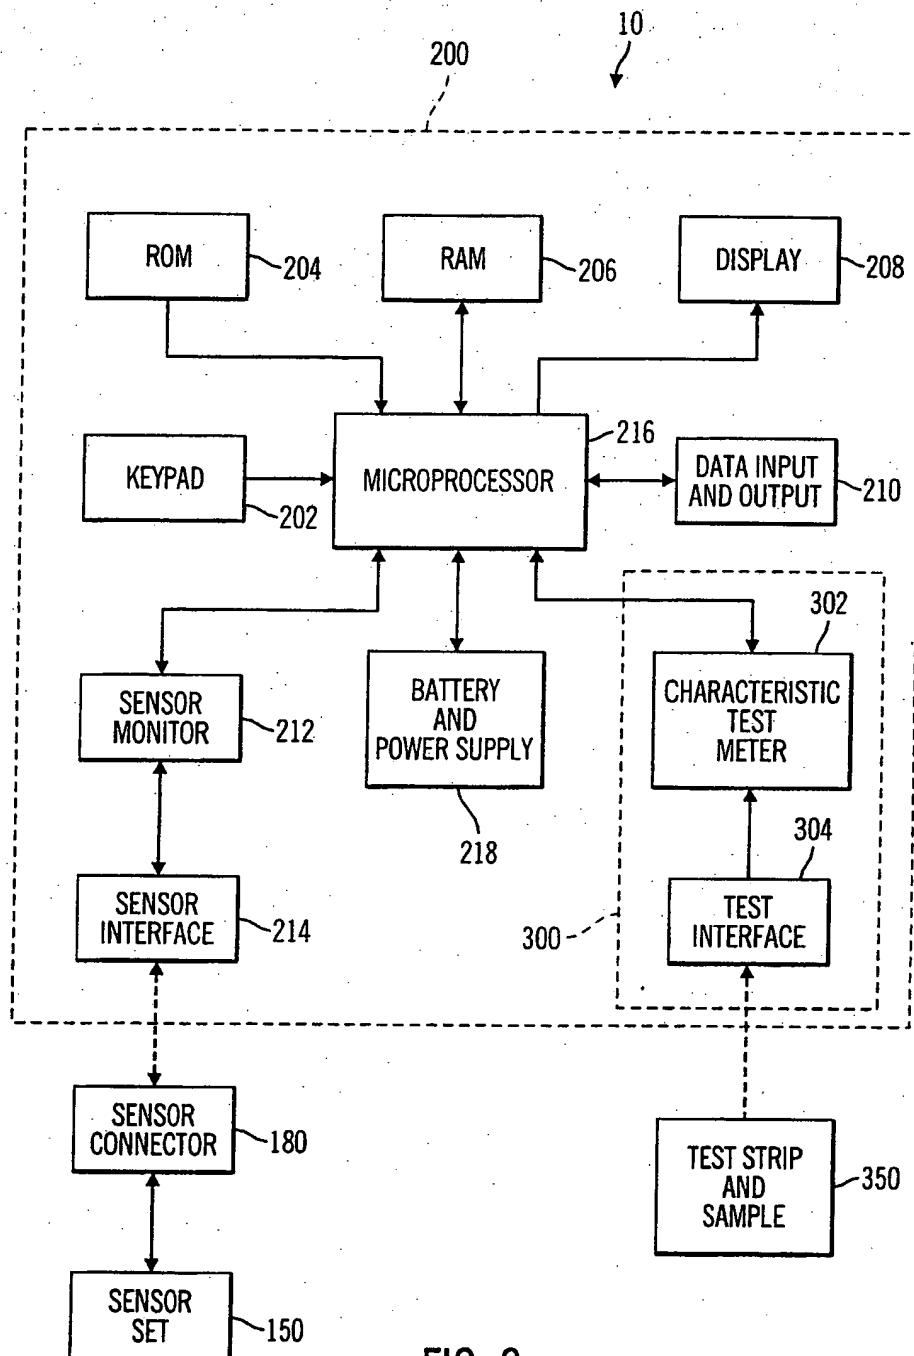 10
200
ROM
204
RAM
206
DISPLAY
208
KEYPAD
202
MICROPROCESSOR
216
DATA INPUT
AND OUTPUT
210
302
SENSOR
MONITOR
212
BATTERY
AND
POWER SUPPLY
218
CHARACTERISTIC
TEST
METER
304
SENSOR
INTERFACE
214
300
TEST
INTERFACE
SENSOR
CONNECTOR
180
TEST STRIP
AND
SAMPLE
350
SENSOR
SET
150
FIG.